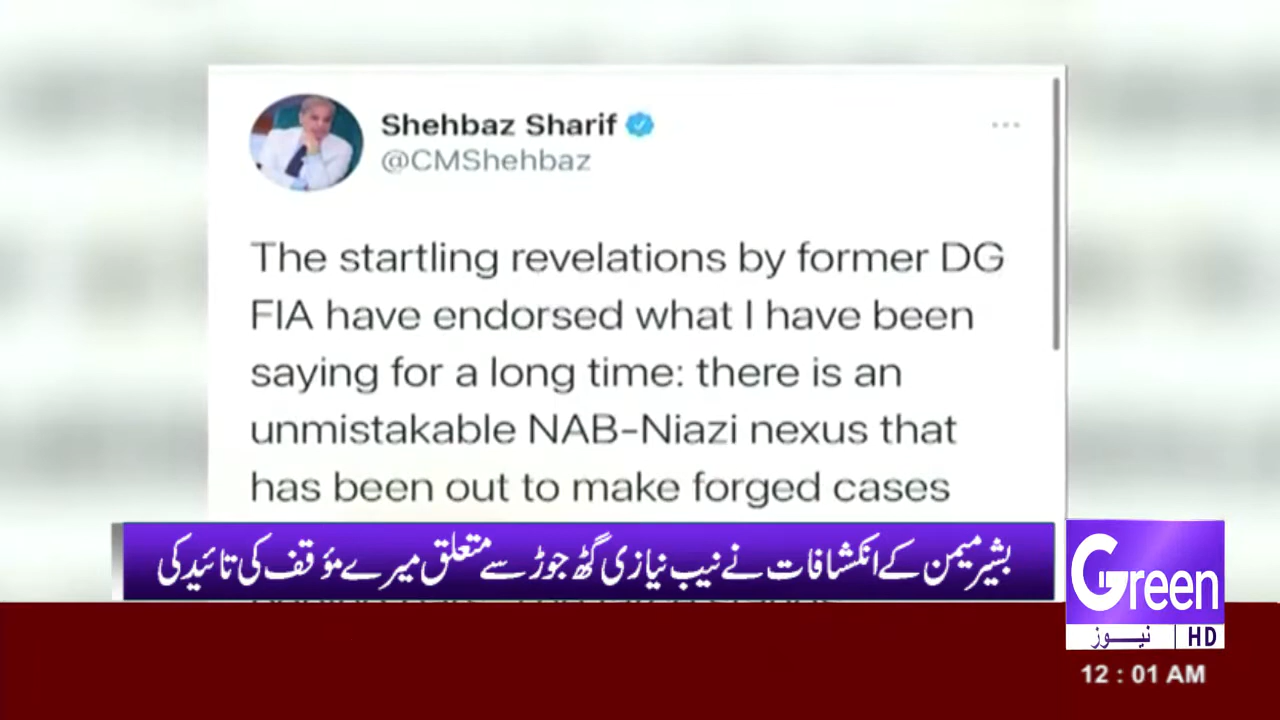 Shehbaz Sharif
@CMShehbaz
The startling revelations by former DG
FIA have endorsed what I have been
saying for a long time: there is an
unmistakable NAB-Niazi nexus that
has been out to make forged cases
بشیر میمن کے انکشافات نے نیب نیازی گٹھ جوڑ سے متعلق میرے مؤقف کی تائید کی
Green
نیوز HD
12 : 01 AM